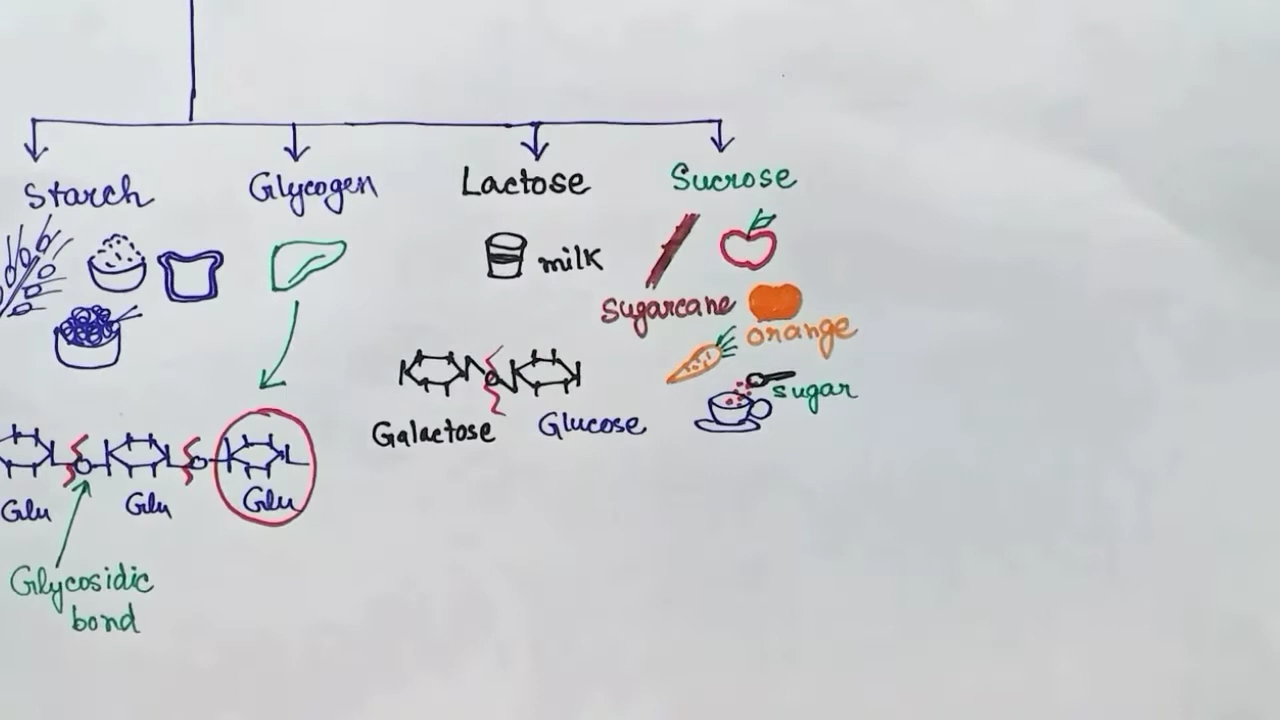 Starch
Glycogen
Lactose
Sucrose
milk
Sugarcane
orange
sugar
Galactose
Glucose
Glu
Glu
Glu
Glycosidic
bond